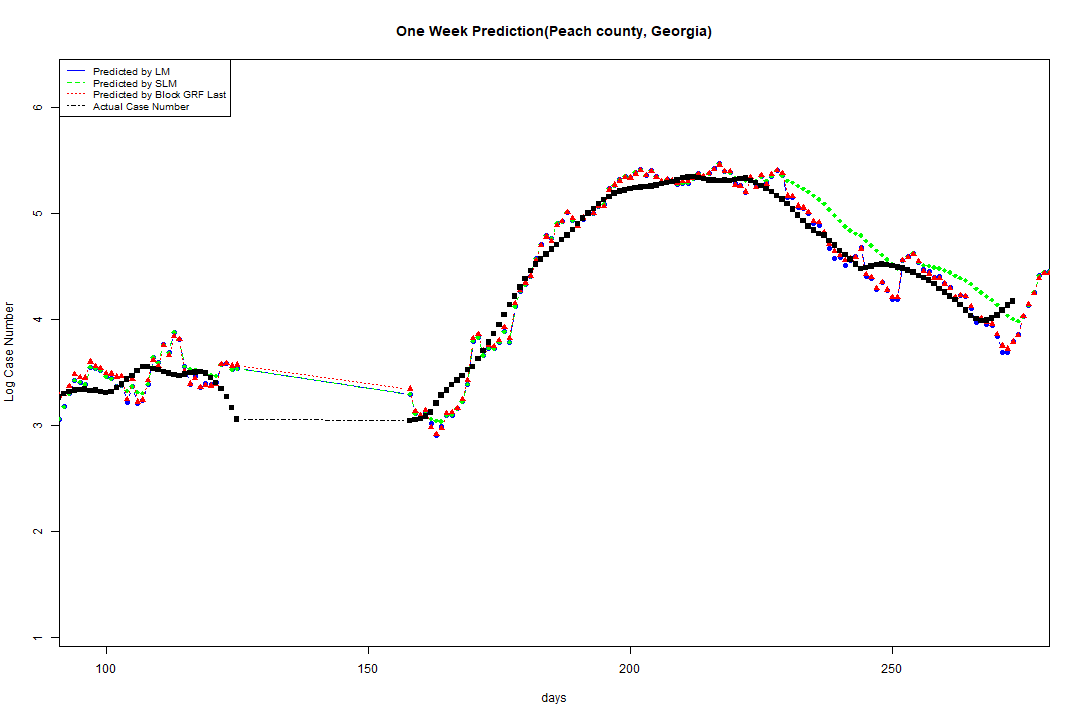 One Week Prediction(Peach county, Georgia)
Predicted by LM
Predicted by SLM
Predicted by Block GRF Last
Actual Case Number
6
5
4
3
2
1
Log Case Number
100 150 200 250
days